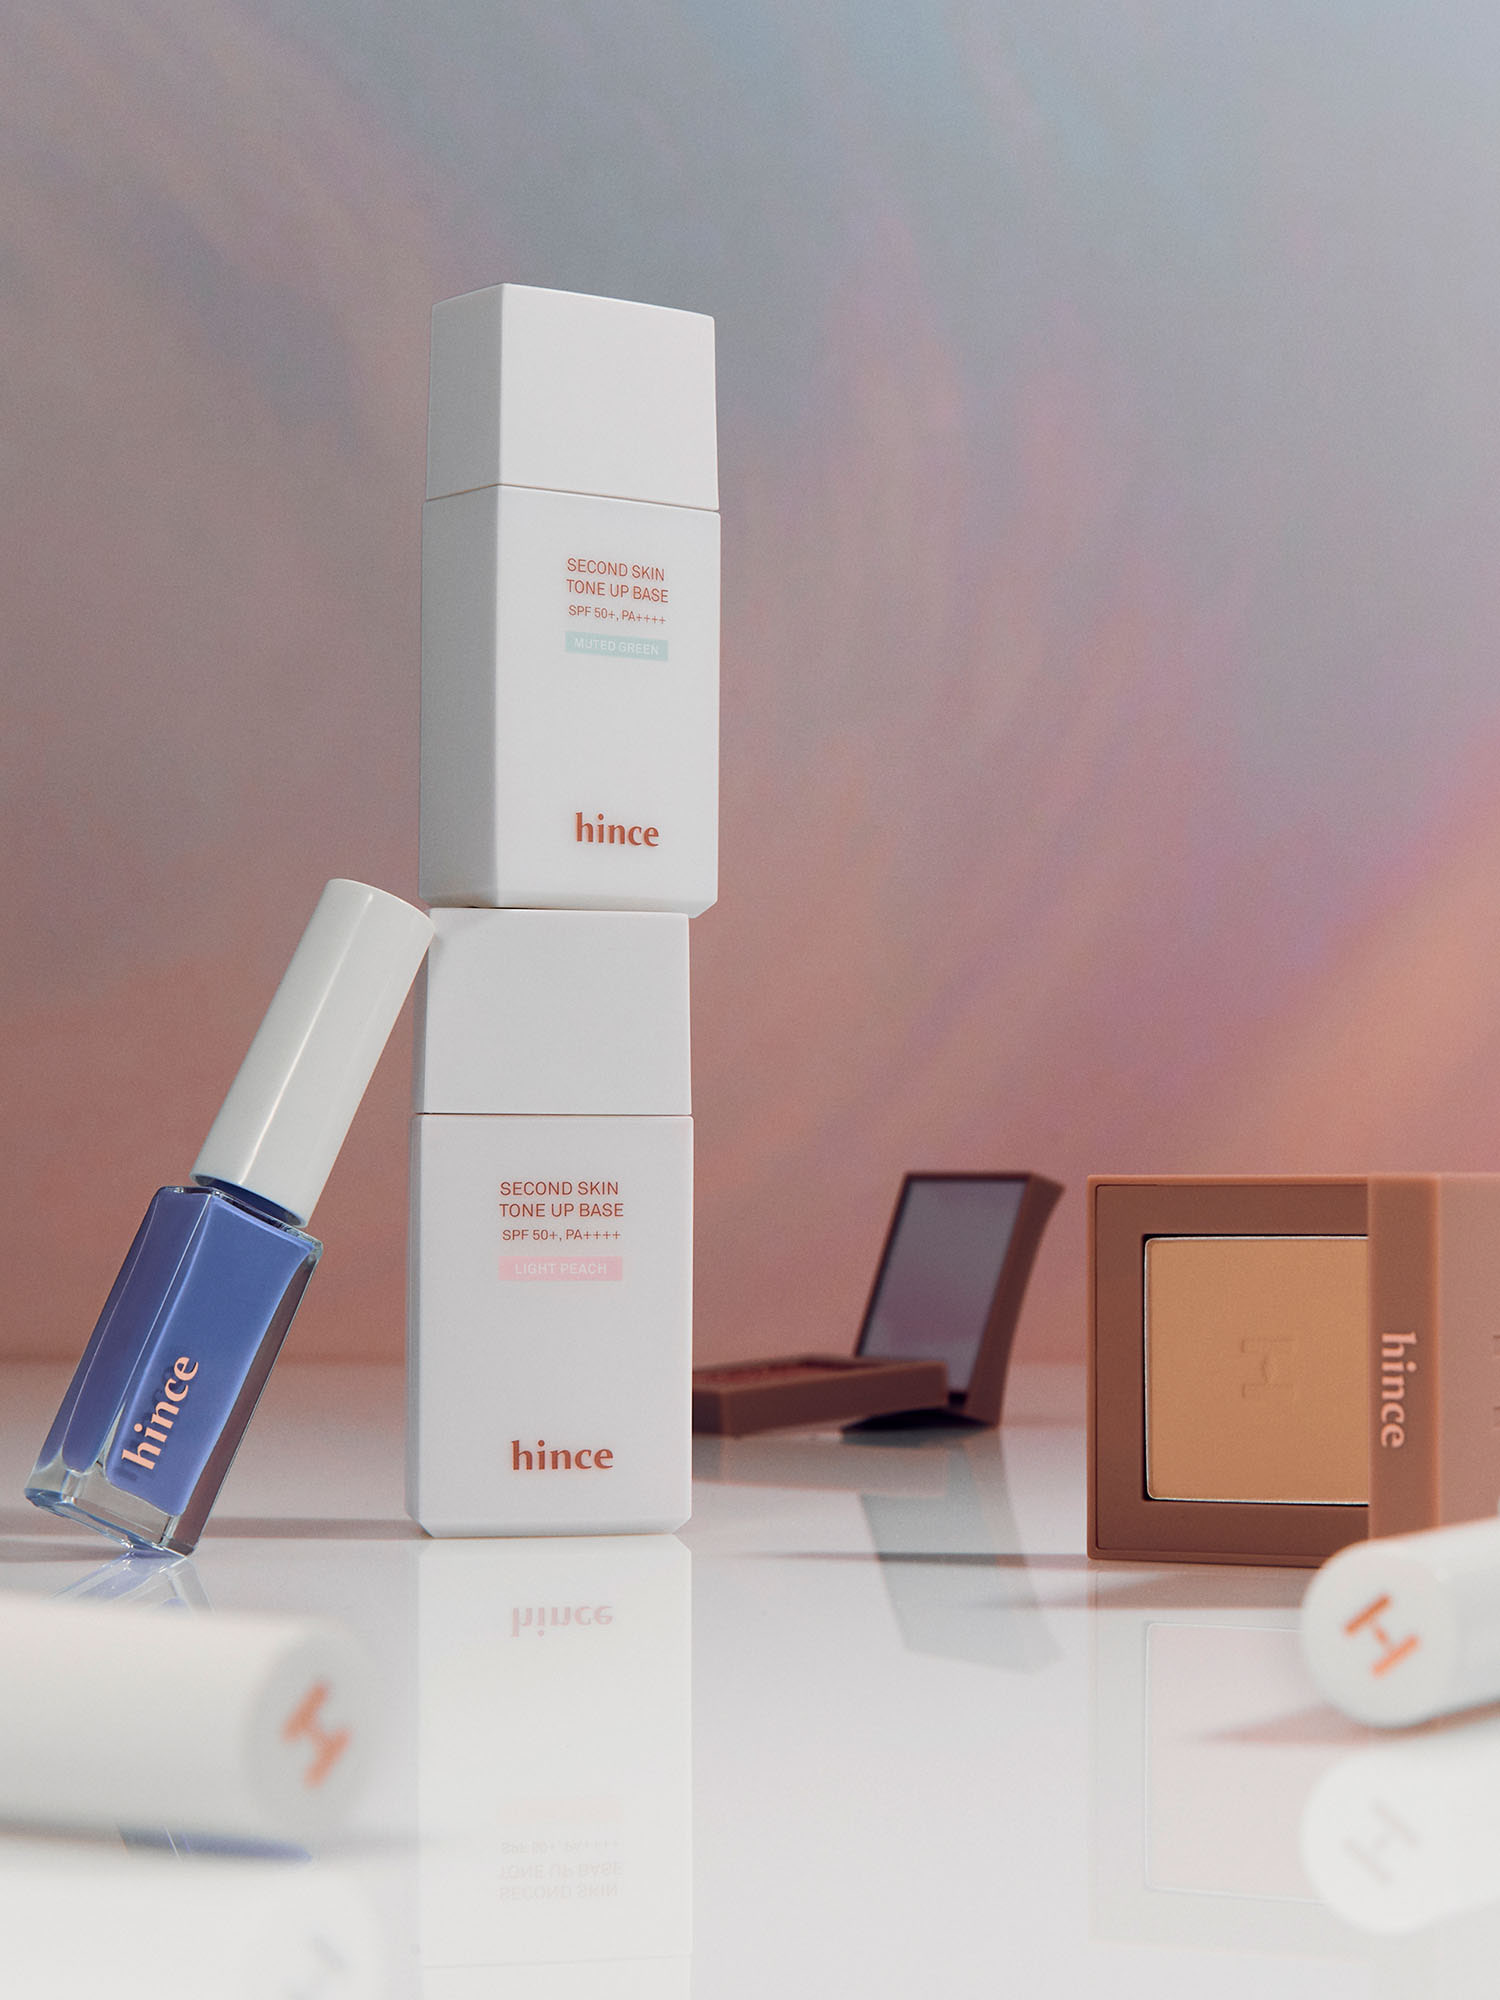 SECOND SKIN
TONE UP BASE
SPF 50+, PA++++
MUTED GREEN
hince
SECOND SKIN
TONE UP BASE
SPF 50+, PA++++
LIGHT PEACH
hince
hince
H
hince
H
H